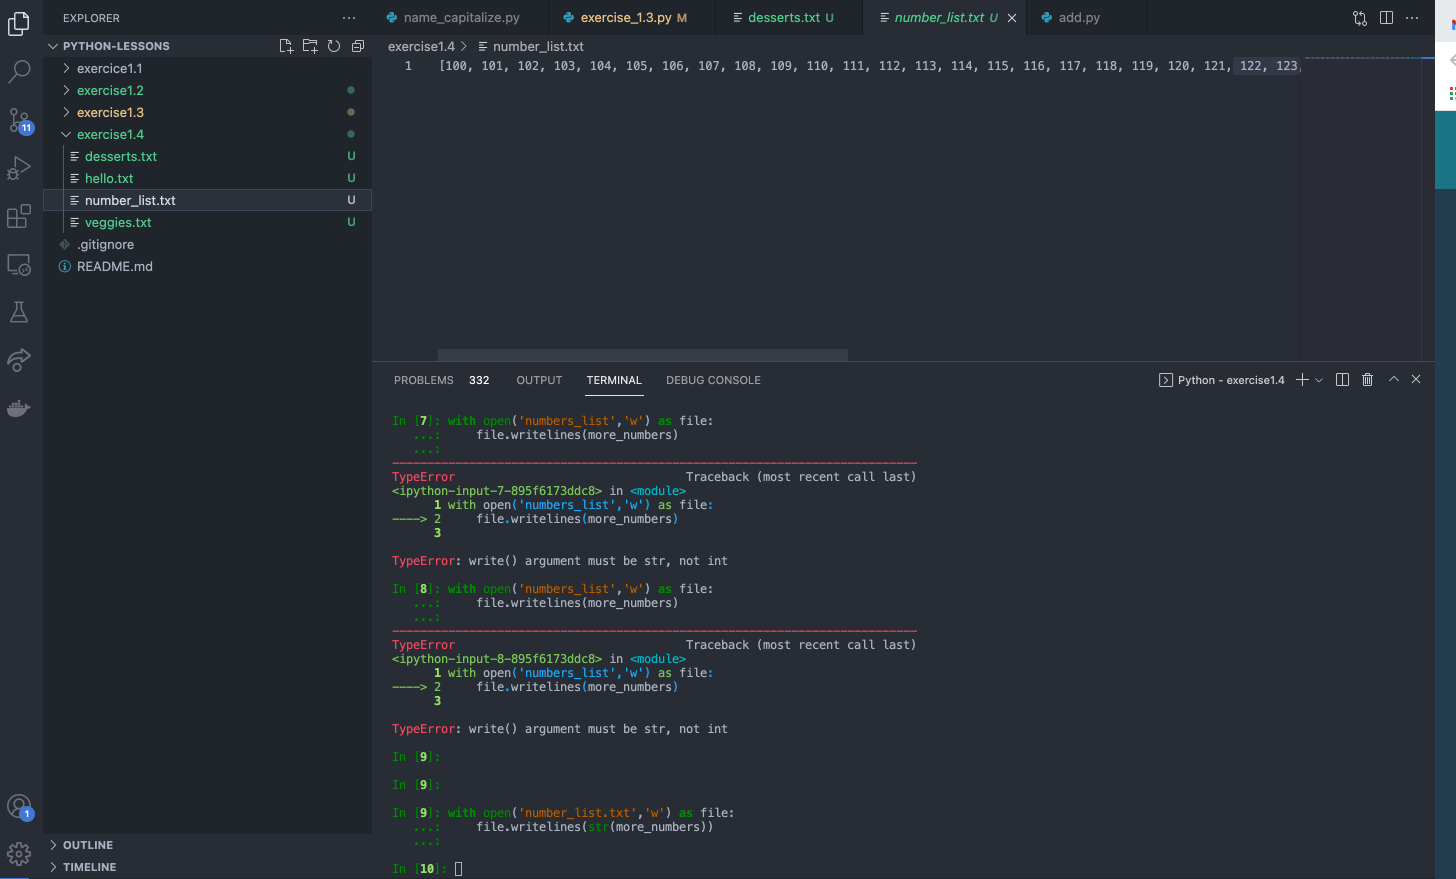 EXPLORER
PYTHON-LESSONS
exercice1.1
exercise1.2
exercise1.3
exercise1.4
desserts.txt U
hello.txt U
number_list.txt U
veggies.txt U
.gitignore
README.md
OUTLINE
TIMELINE
11
1
name_capitalize.py
exercise_1.3.py M
desserts.txt U
number_list.txt U
add.py
exercise1.4 > number_list.txt
1 [100, 101, 102, 103, 104, 105, 106, 107, 108, 109, 110, 111, 112, 113, 114, 115, 116, 117, 118, 119, 120, 121, 122, 123,
PROBLEMS 332 OUTPUT TERMINAL DEBUG CONSOLE
Python - exercise1.4
In [7]: with open('numbers_list','w') as file:
...: file.writelines(more_numbers)
...:
TypeError Traceback (most recent call last)
<ipython-input-7-895f6173ddc8> in <module>
1 with open('numbers_list','w') as file:
----> 2 file.writelines(more_numbers)
3
TypeError: write() argument must be str, not int
In [8]: with open('numbers_list','w') as file:
...: file.writelines(more_numbers)
...:
TypeError Traceback (most recent call last)
<ipython-input-8-895f6173ddc8> in <module>
1 with open('numbers_list','w') as file:
----> 2 file.writelines(more_numbers)
3
TypeError: write() argument must be str, not int
In [9]:
In [9]:
In [9]: with open('number_list.txt','w') as file:
...: file.writelines(str(more_numbers))
...:
In [10]: